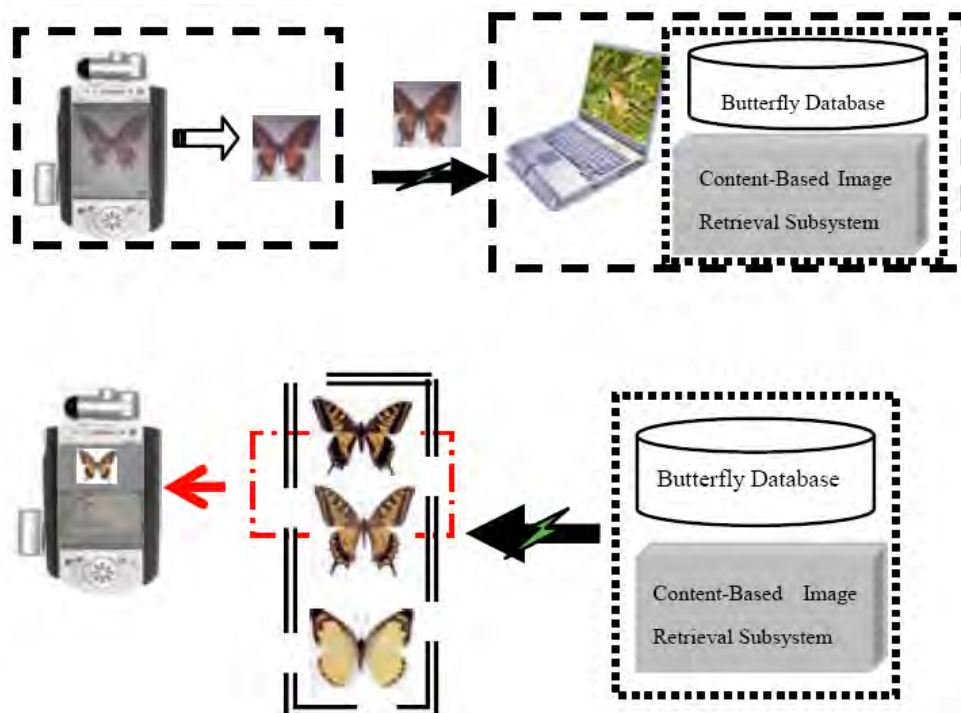 Butterfly Database
Content-Based Image
Retrieval Subsystem
Butterfly Database
Content-Based Image
Retrieval Subsystem